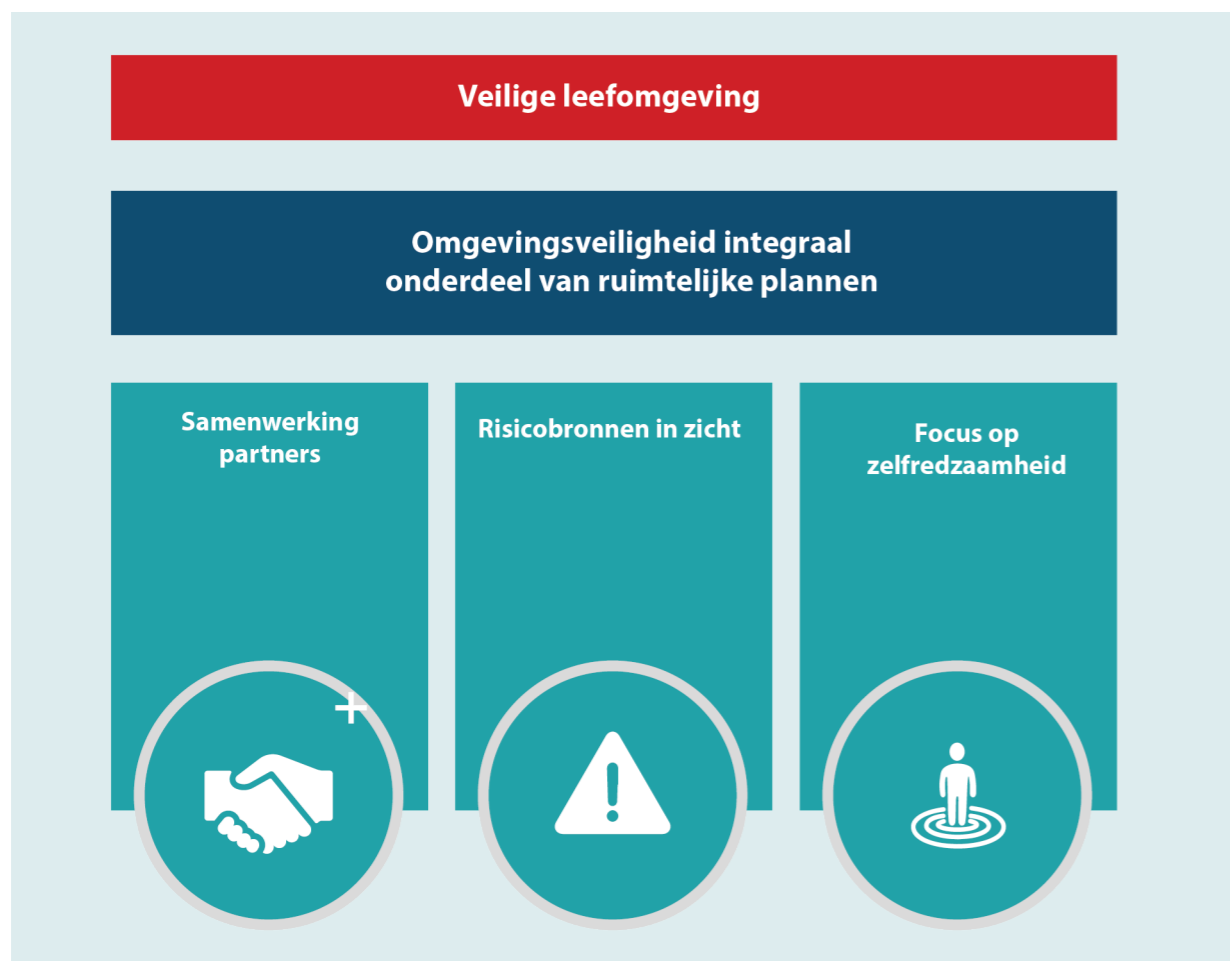 Veilige leefomgeving
Omgevingsveiligheid integraal
onderdeel van ruimtelijke plannen
Samenwerking
partners
Risicobronnen in zicht
Focus op
zelfredzaamheid